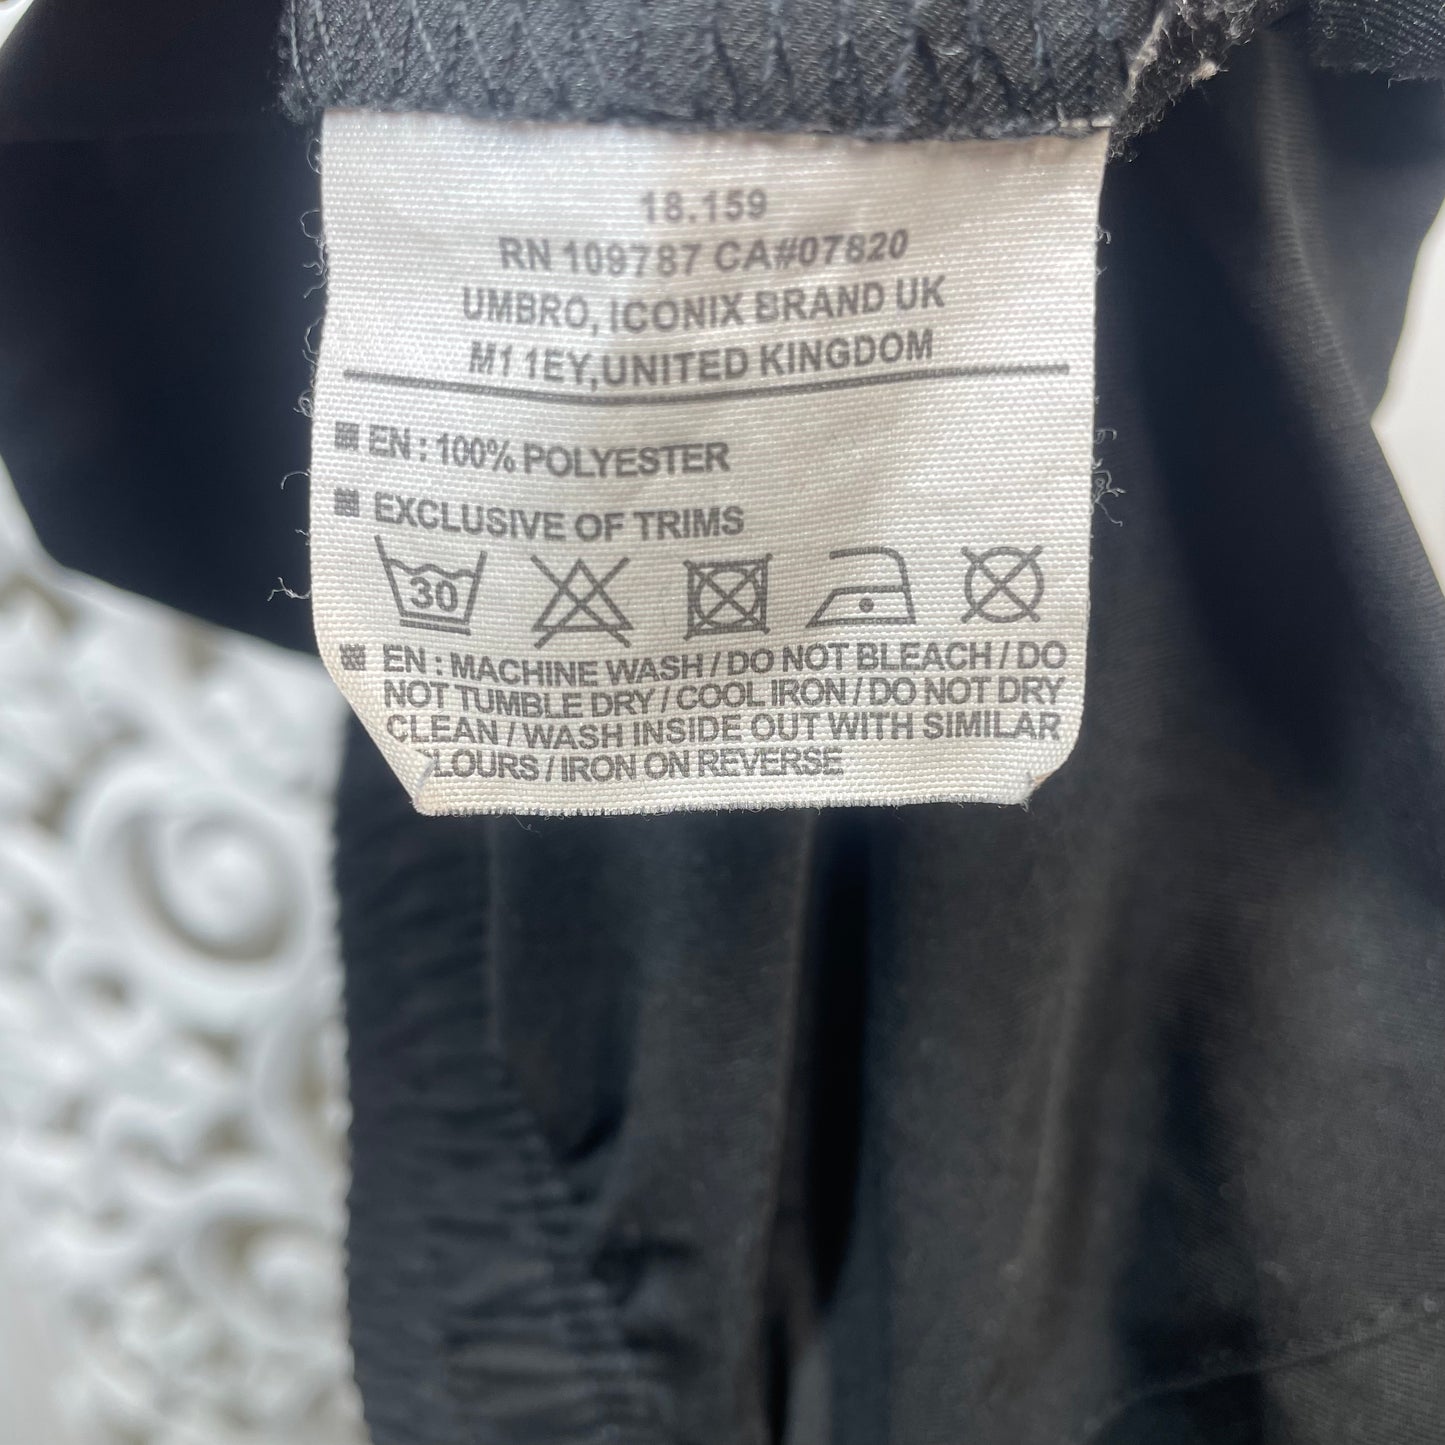 18.159
RN 109787 CA#07820
UMBRO, ICONIX BRAND UK
M1 1EY,UNITED KINGDOM
EN : 100% POLYESTER
EXCLUSIVE OF TRIMS
30
EN : MACHINE WASH / DO NOT BLEACH / DO
NOT TUMBLE DRY / COOL IRON / DO NOT DRY
CLEAN / WASH INSIDE OUT WITH SIMILAR
LOURS / IRON ON REVERSE